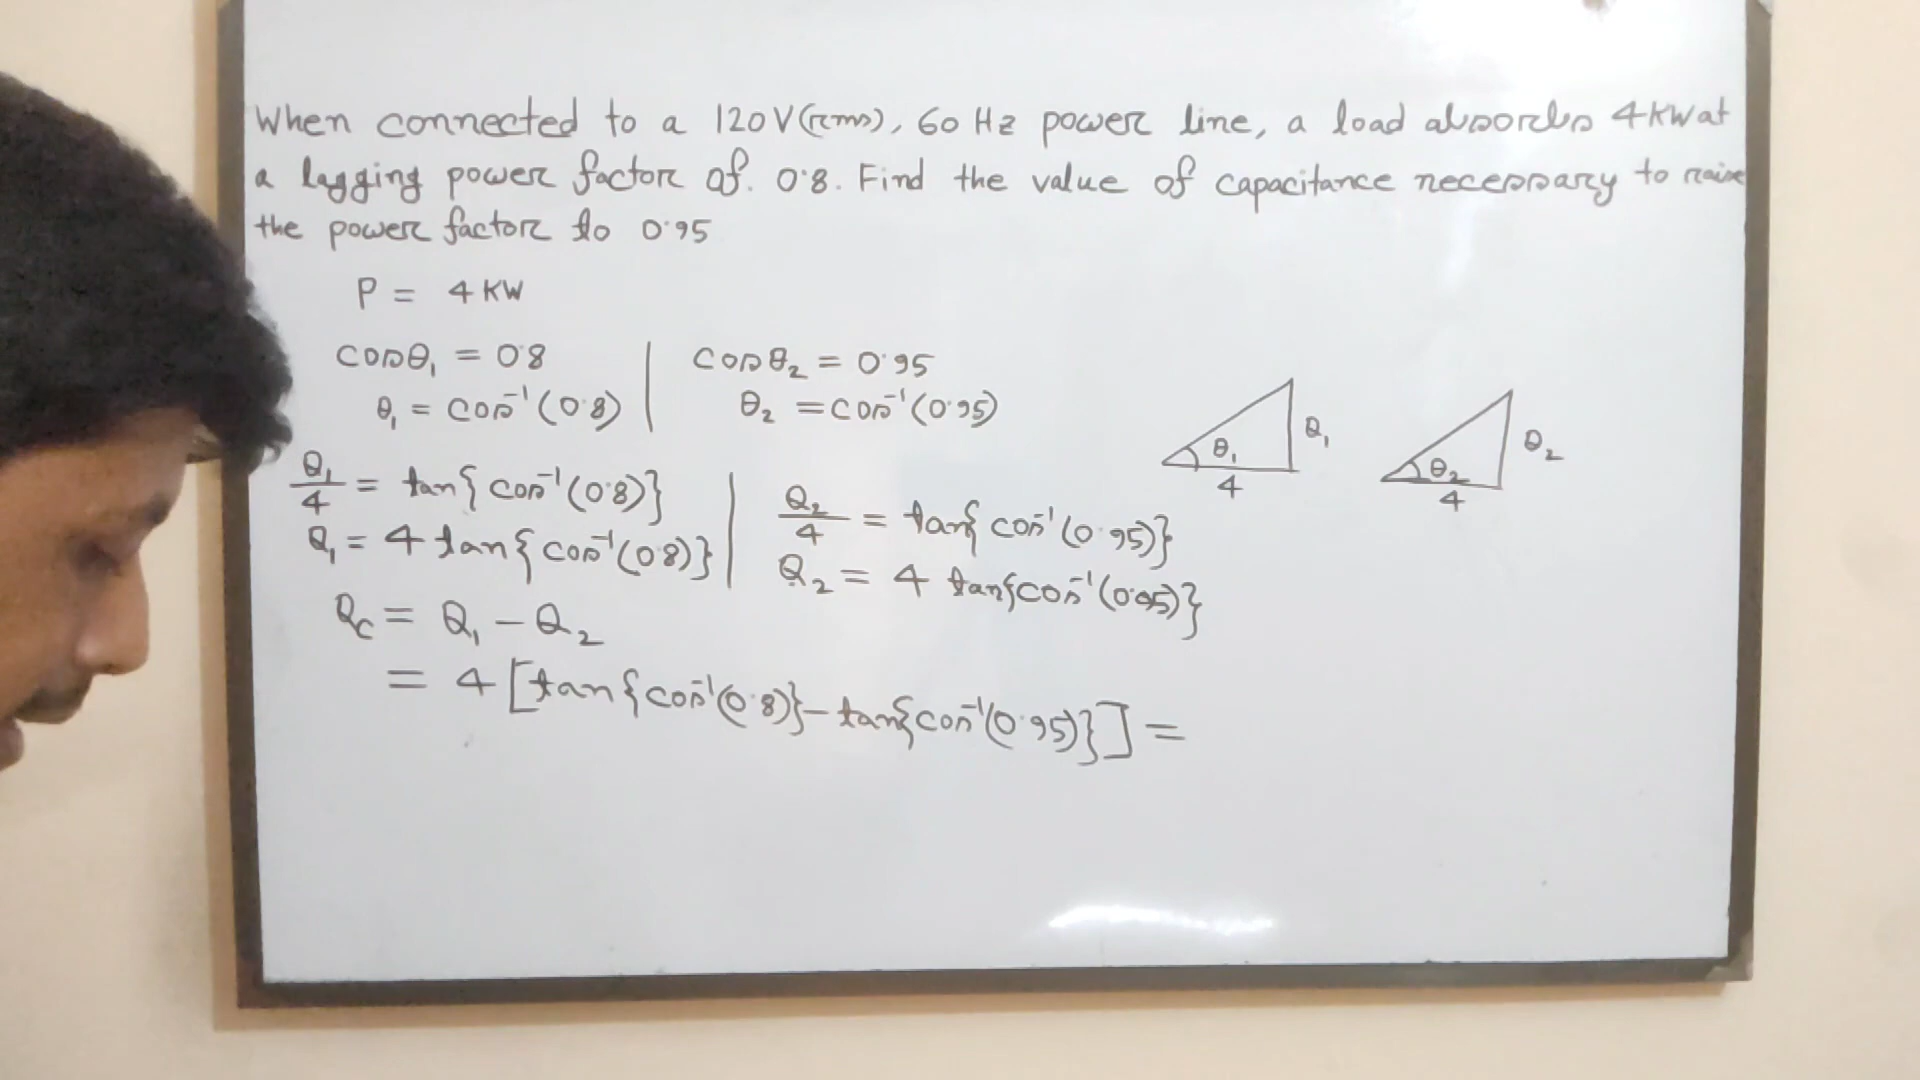 When connected to a 120V(rms), 60 Hz power line, a load absorbs 4kW at
a lagging power factor of. 0.8. Find the value of capacitance necessary to raise
the power factor to 0.95
P = 4 KW
cosθ₁ = 0.8 | cosθ₂ = 0.95
θ₁ = cos⁻¹(0.8) | θ₂ = cos⁻¹(0.95)
θ₁ Q₁ 4
θ₂ Q₂ 4
Q₁/4 = tan{cos⁻¹(0.8)} | Q₂/4 = tan{cos⁻¹(0.95)}
Q₁ = 4 tan{cos⁻¹(0.8)} | Q₂ = 4 tan{cos⁻¹(0.95)}
Qc = Q₁ - Q₂
= 4[tan{cos⁻¹(0.8)} - tan{cos⁻¹(0.95)}] =